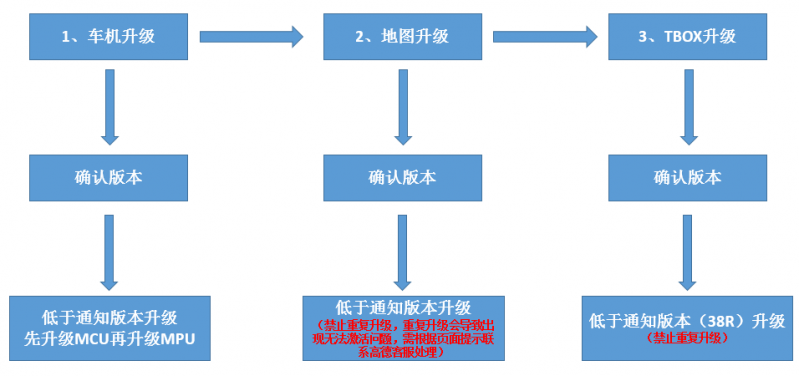 1、车机升级
2、地图升级
3、TBOX升级
确认版本
确认版本
确认版本
低于通知版本升级
先升级MCU再升级MPU
低于通知版本升级
（禁止重复升级，重复升级会导致出
现无法激活问题，需根据页面提示联
系高德客服处理）
低于通知版本（38R）升级
（禁止重复升级）